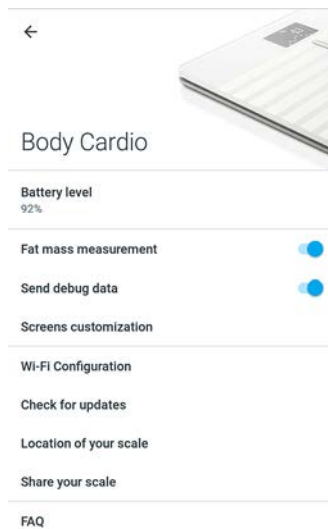 Body Cardio
Battery level
92%
Fat mass measurement
Send debug data
Screens customization
Wi-Fi Configuration
Check for updates
Location of your scale
Share your scale
FAQ